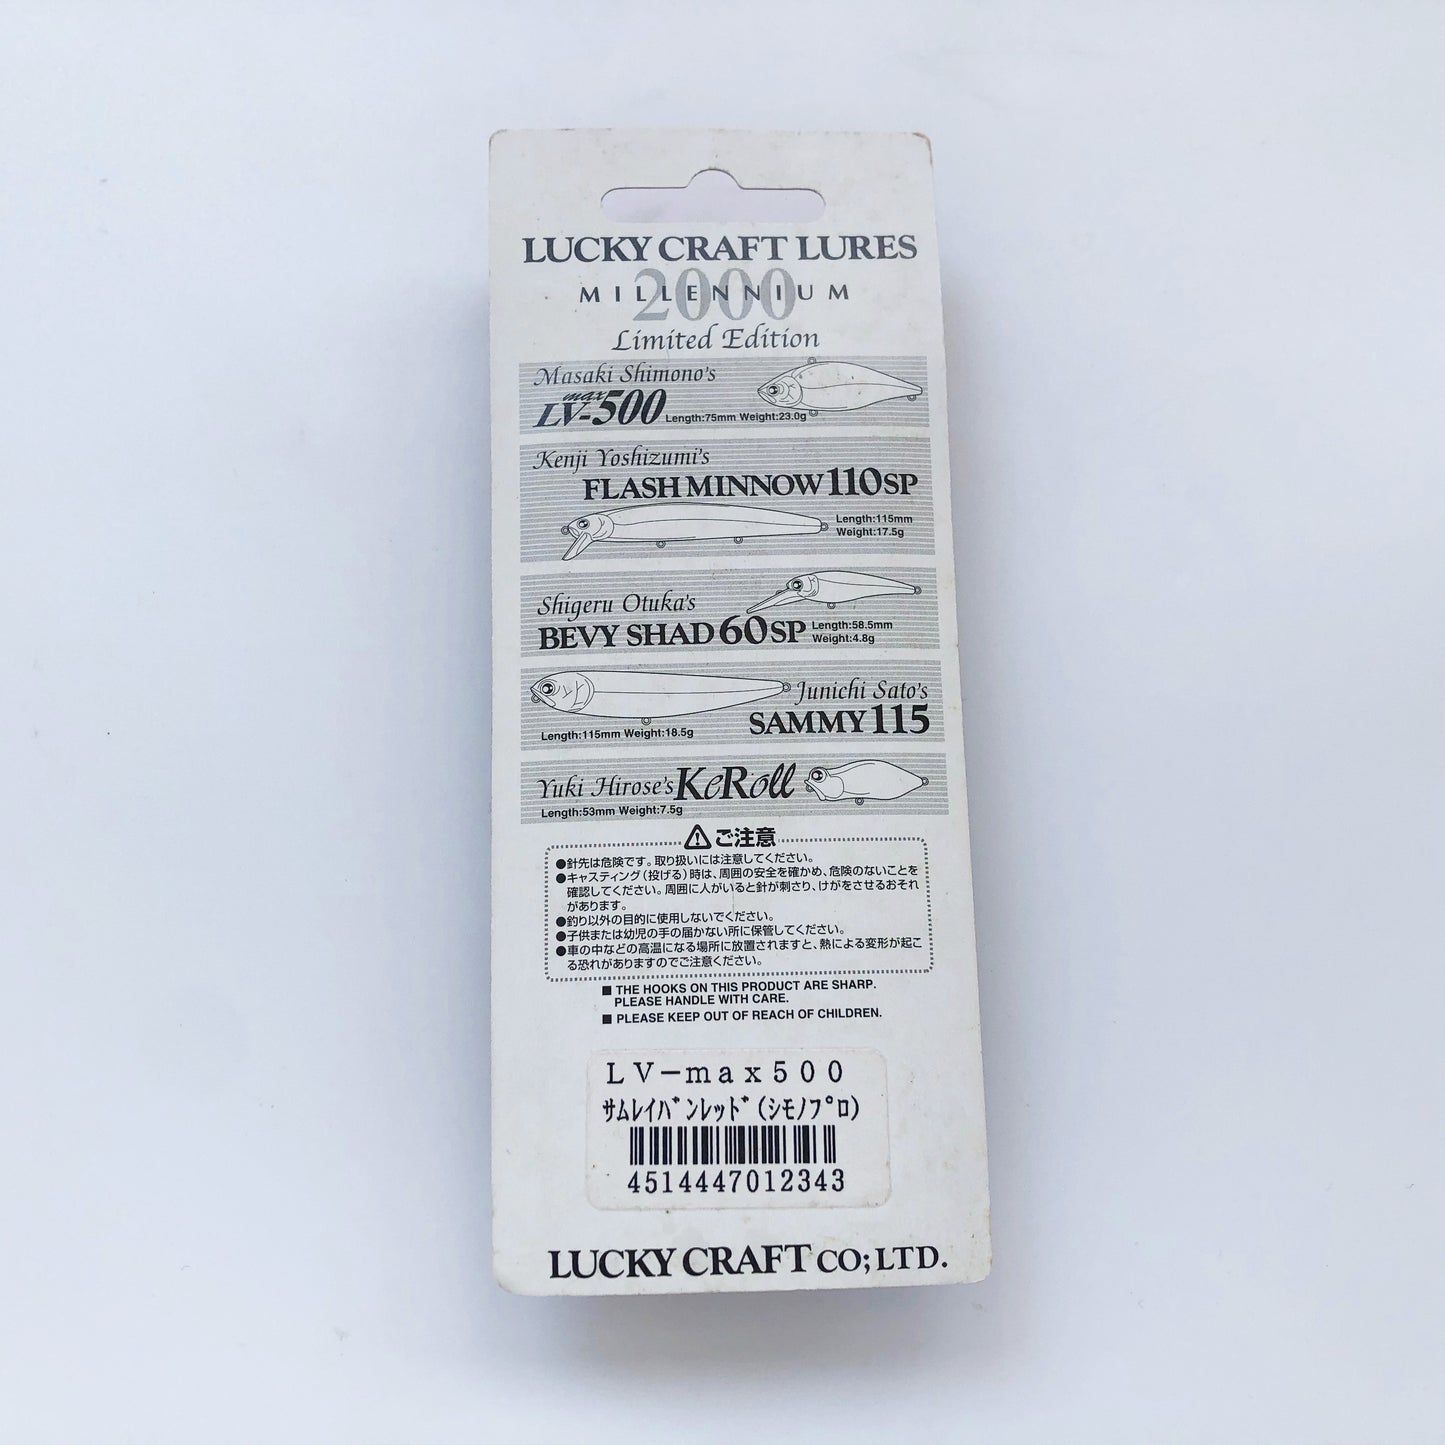 LUCKY CRAFT LURES
2000
MILLENNIUM
Limited Edition
Masaki Shimono's
max
LV-500 Length:75mm Weight:23.0g
Kenji Yoshizumi's
FLASH MINNOW 110SP
Length:115mm
Weight:17.5g
Shigeru Otuka's
BEVY SHAD 60SP Length:58.5mm
Weight:4.8g
Junichi Sato's
SAMMY 115
Length:115mm Weight:18.5g
Yuki Hirose's KeRoll
Length:53mm Weight:7.5g
⚠ご注意
●針先は危険です。取り扱いには注意してください。
●キャスティング(投げる)時は、周囲の安全を確かめ、危険のないことを
確認してください。周囲に人がいると針が刺さり、けがをさせるおそれ
があります。
●釣り以外の目的に使用しないでください。
●子供または幼児の手の届かない所に保管してください。
●車の中などの高温になる場所に放置されますと、熱による変形が起こ
る恐れがありますのでご注意ください。
■ THE HOOKS ON THIS PRODUCT ARE SHARP.
PLEASE HANDLE WITH CARE.
■ PLEASE KEEP OUT OF REACH OF CHILDREN.
LV-max500
サムレイバンレッド(シモノプロ)
4514447012343
LUCKY CRAFT CO;LTD.